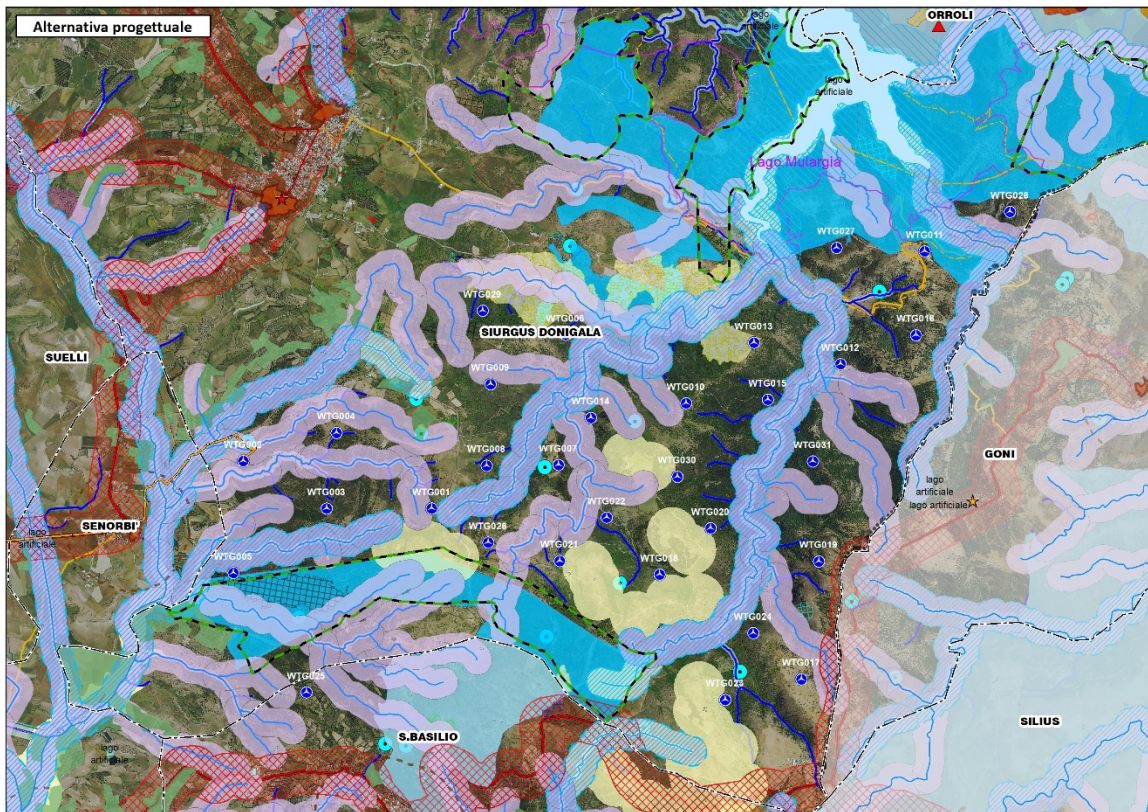 Alternativa progettuale
lago
artificiale
ORROLI
lago
artificiale
Lago Mulargia
WTG028
WTG027
WTG011
WTG029
WTG006
SIURGUS DONIGALA
WTG013
WTG016
SUELLI
WTG009
WTG012
WTG010
WTG015
WTG004
WTG014
WTG002
WTG008
WTG007
WTG030
WTG031
GONI
WTG003
WTG001
WTG022
lago
artificiale
lago artificiale
SENORBI'
lago
artificiale
WTG026
WTG020
WTG005
WTG021
WTG018
WTG019
WTG024
WTG025
WTG017
WTG023
S.BASILIO
SILIUS
lago
artificiale